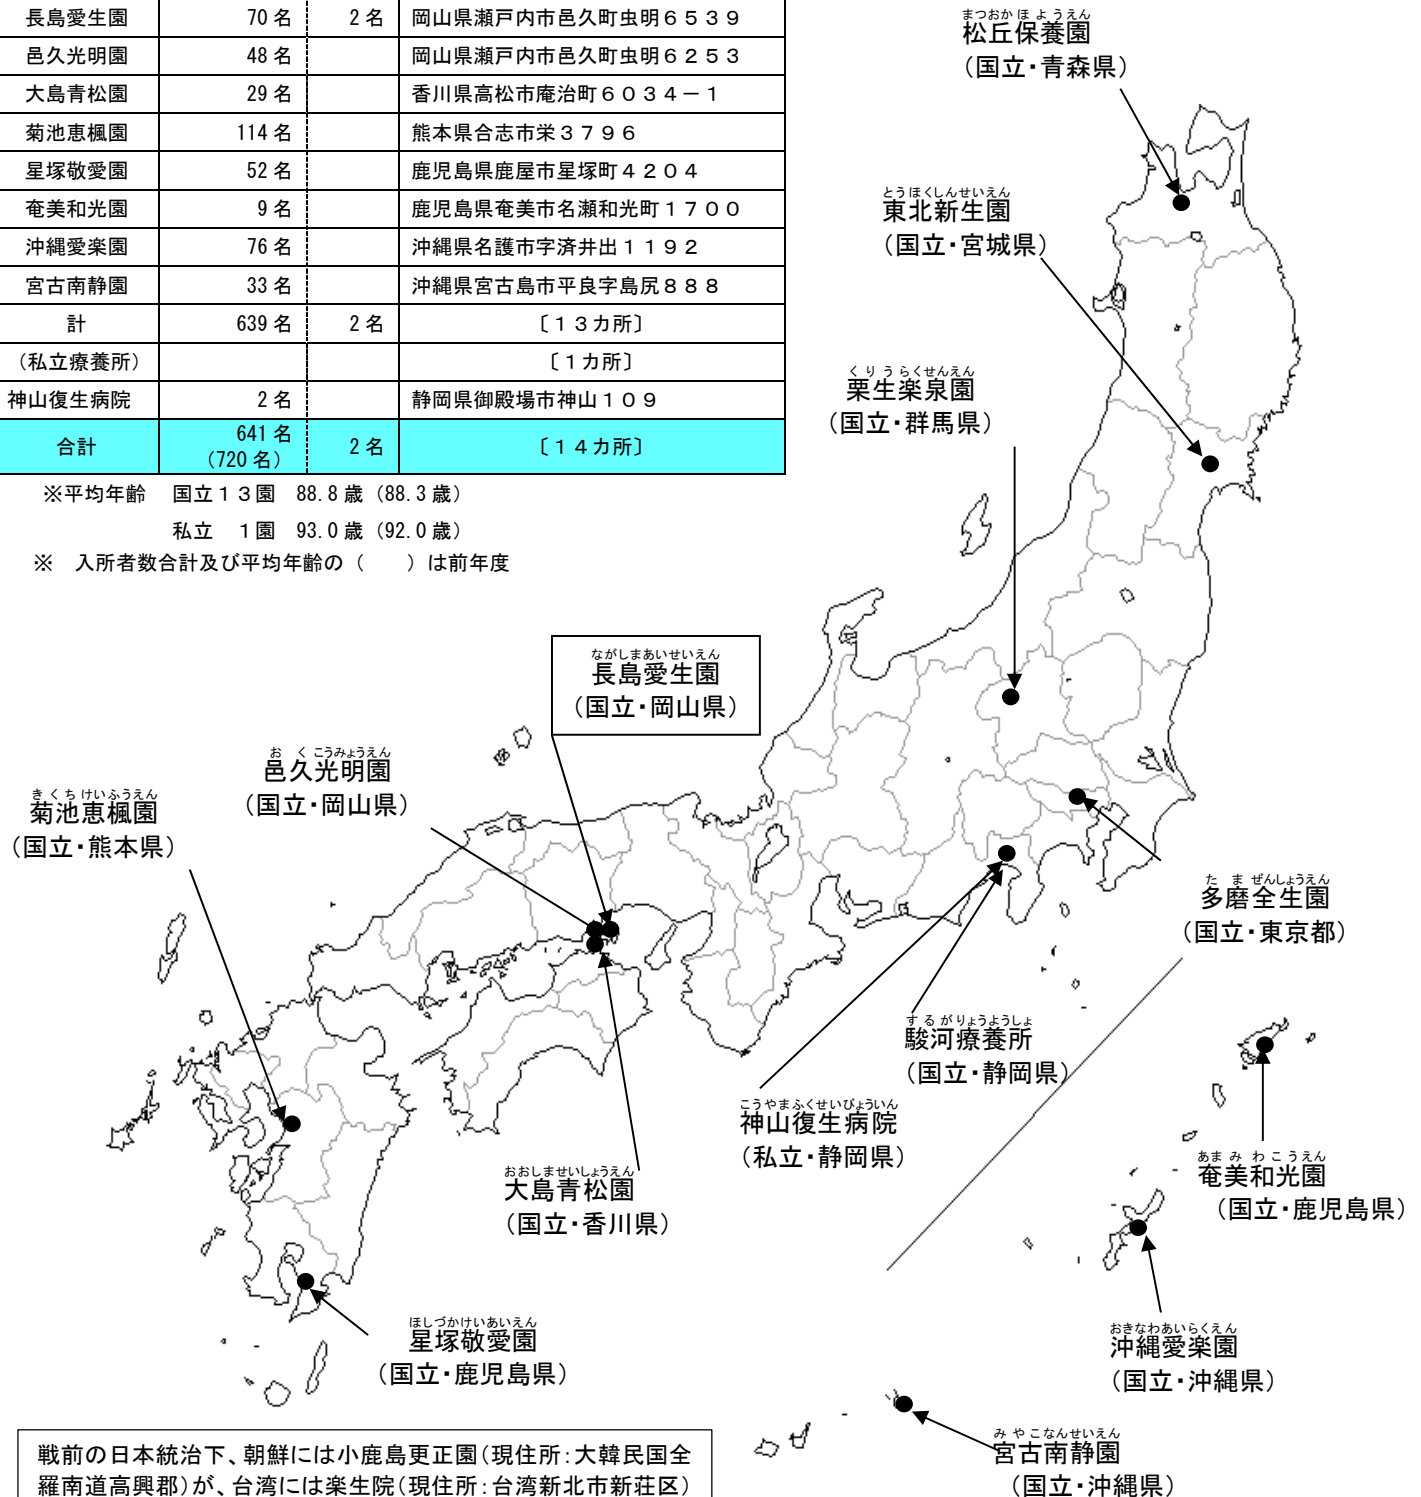 長島愛生園 70名 2名 岡山県瀬戸内市邑久町虫明6539
邑久光明園 48名 岡山県瀬戸内市邑久町虫明6253
大島青松園 29名 香川県高松市庵治町6034－1
菊池恵楓園 114名 熊本県合志市栄3796
星塚敬愛園 52名 鹿児島県鹿屋市星塚町4204
奄美和光園 9名 鹿児島県奄美市名瀬和光町1700
沖縄愛楽園 76名 沖縄県名護市字済井出1192
宮古南静園 33名 沖縄県宮古島市平良字島尻888
計 639名 2名 〔13カ所〕
（私立療養所） 〔1カ所〕
神山復生病院 2名 静岡県御殿場市神山109
合計 641名 （720名） 2名 〔14カ所〕
※平均年齢 国立13園 88.8歳（88.3歳）
私立 1園 93.0歳（92.0歳）
※ 入所者数合計及び平均年齢の（ ）は前年度
まつおかほようえん
松丘保養園
（国立・青森県）
とうほくしんせいえん
東北新生園
（国立・宮城県）
くりうらくせんえん
栗生楽泉園
（国立・群馬県）
ながしまあいせいえん
長島愛生園
（国立・岡山県）
おくこうみょうえん
邑久光明園
（国立・岡山県）
きくちけいふうえん
菊池恵楓園
（国立・熊本県）
たまぜんしょうえん
多磨全生園
（国立・東京都）
するがりょうようしょ
駿河療養所
（国立・静岡県）
こうやまふくせいびょういん
神山復生病院
（私立・静岡県）
おおしませいしょうえん
大島青松園
（国立・香川県）
あまみわこうえん
奄美和光園
（国立・鹿児島県）
ほしづかけいあいえん
星塚敬愛園
（国立・鹿児島県）
おきなわあいらくえん
沖縄愛楽園
（国立・沖縄県）
みやこなんせいえん
宮古南静園
（国立・沖縄県）
戦前の日本統治下、朝鮮には小鹿島更正園（現住所：大韓民国全
羅南道高興郡）が、台湾には楽生院（現住所：台湾新北市新荘区）